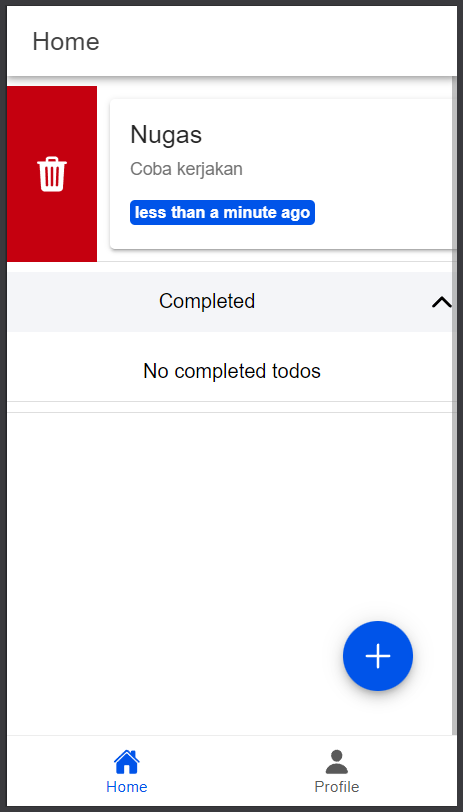 Home
Nugas
Coba kerjakan
less than a minute ago
Completed
No completed todos
Home
Profile